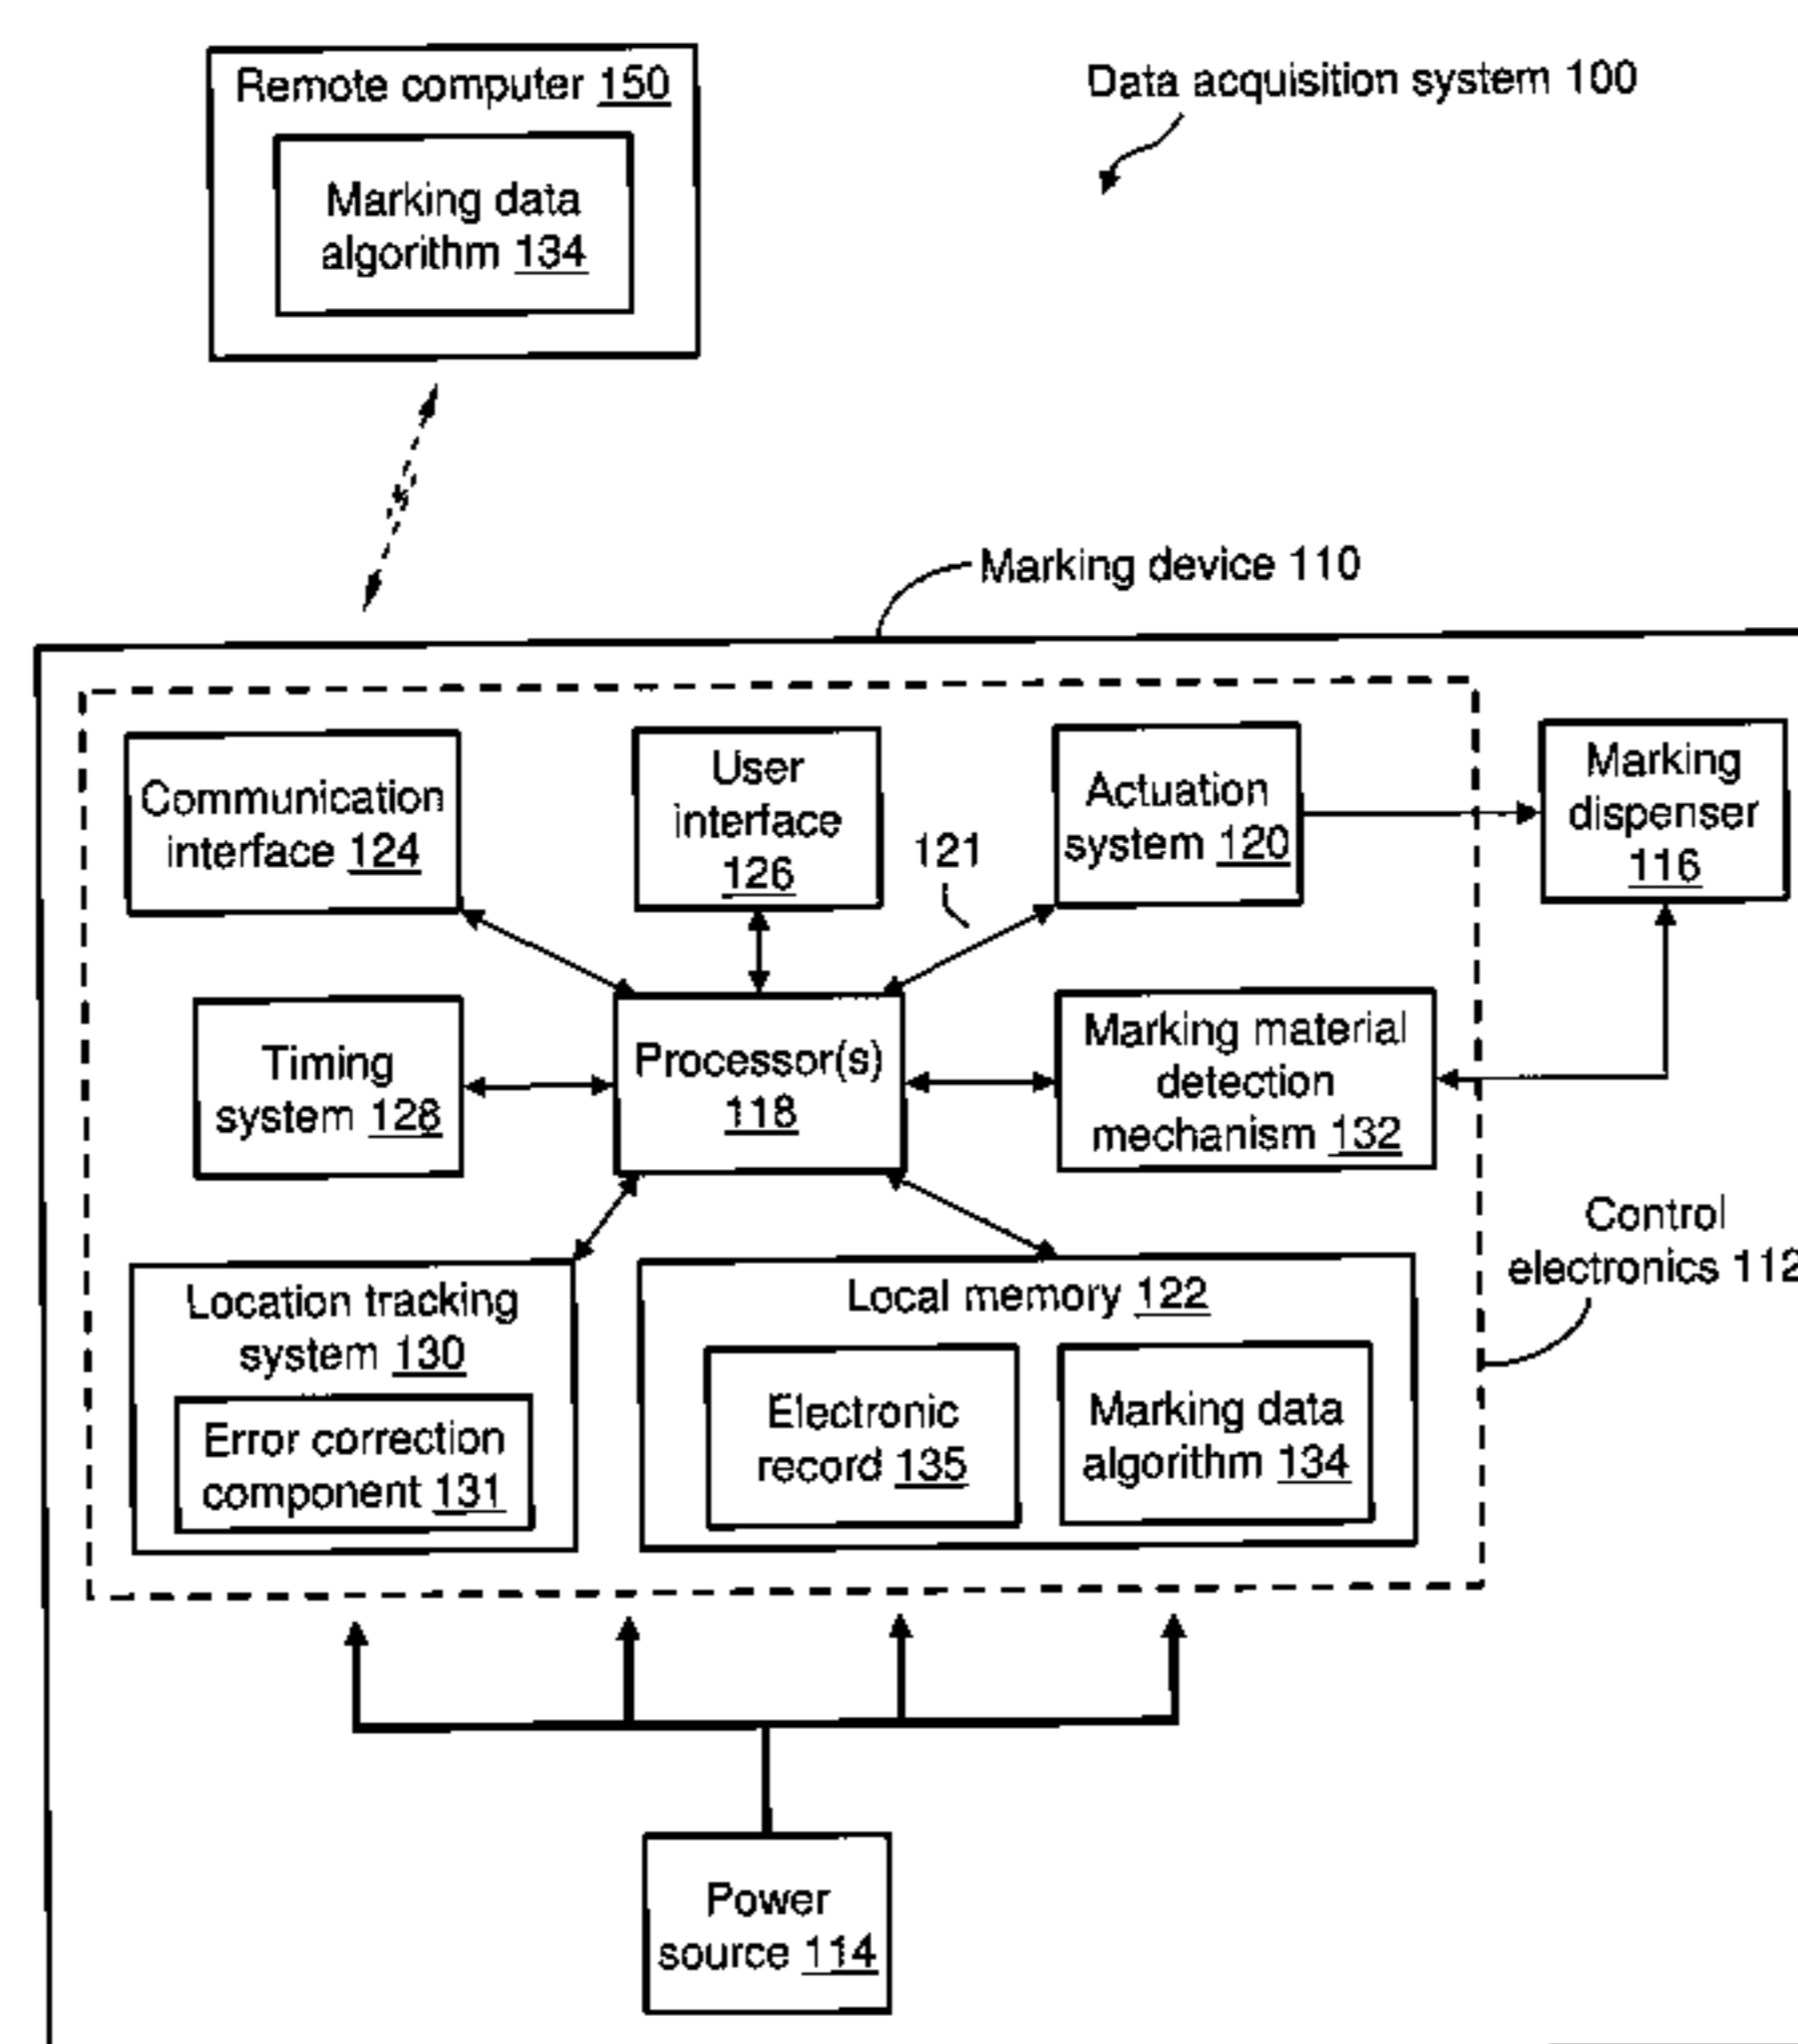 Remote computer 150
Marking data
algorithm 134
Data acquisition system 100
Marking device 110
Communication
interface 124
User
interface
126
121
Actuation
system 120
Marking
dispenser
116
Timing
system 128
Processor(s)
118
Marking material
detection
mechanism 132
Control
electronics 112
Location tracking
system 130
Error correction
component 131
Local memory 122
Electronic
record 135
Marking data
algorithm 134
Power
source 114